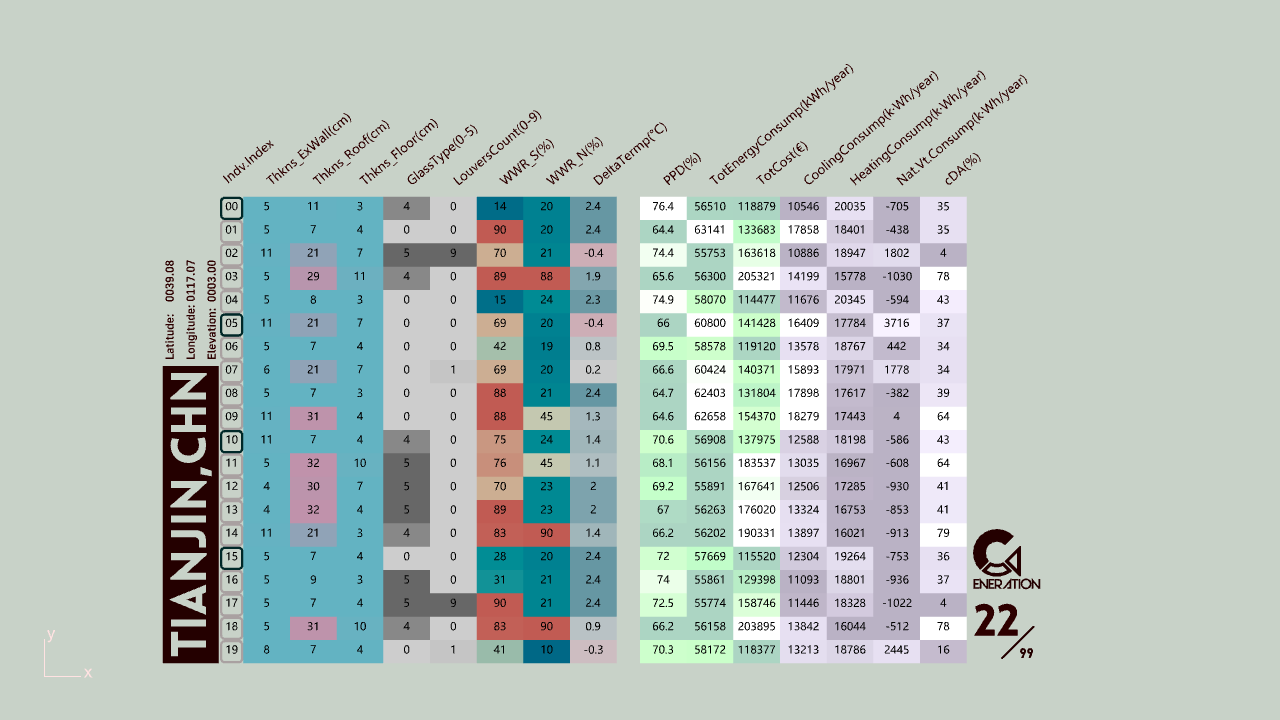 Indv.Index Thkns_ExWall(cm) Thkns_Roof(cm) Thkns_Floor(cm) GlassType(0-5) LouversCount(0-9) WWR_S(%) WWR_N(%) DeltaTermp(°C) PPD(%) TotEnergyConsump(kWh/year) TotCost(€) CoolingConsump(k·Wh/year) HeatingConsump(k·Wh/year) Nat.Vt.Consump(k·Wh/year) cDA(%)
00 5 11 3 4 0 14 20 2.4 76.4 56510 118879 10546 20035 -705 35
01 5 7 4 0 0 90 20 2.4 64.4 63141 133683 17858 18401 -438 35
02 11 21 7 5 9 70 21 -0.4 74.4 55753 163618 10886 18947 1802 4
03 5 29 11 4 0 89 88 1.9 65.6 56300 205321 14199 15778 -1030 78
04 5 8 3 0 0 15 24 2.3 74.9 58070 114477 11676 20345 -594 43
05 11 21 7 0 0 69 20 -0.4 66 60800 141428 16409 17784 3716 37
06 5 7 4 0 0 42 19 0.8 69.5 58578 119120 13578 18767 442 34
07 6 21 7 0 1 69 20 0.2 66.6 60424 140371 15893 17971 1778 34
08 5 7 3 0 0 88 21 2.4 64.7 62403 131804 17898 17617 -382 39
09 11 31 4 0 0 88 45 1.3 64.6 62658 154370 18279 17443 4 64
10 11 7 4 4 0 75 24 1.4 70.6 56908 137975 12588 18198 -586 43
11 5 32 10 5 0 76 45 1.1 68.1 56156 183537 13035 16967 -608 64
12 4 30 7 5 0 70 23 2 69.2 55891 167641 12506 17285 -930 41
13 4 32 4 5 0 89 23 2 67 56263 176020 13324 16753 -853 41
14 11 21 3 4 0 83 90 1.4 66.2 56202 190331 13897 16021 -913 79
15 5 7 4 0 0 28 20 2.4 72 57669 115520 12304 19264 -753 36
16 5 9 3 5 0 31 21 2.4 74 55861 129398 11093 18801 -936 37
17 5 7 4 5 9 90 21 2.4 72.5 55774 158746 11446 18328 -1022 4
18 5 31 10 4 0 83 90 0.9 66.2 56158 203895 13842 16044 -512 78
19 8 7 4 0 1 41 10 -0.3 70.3 58172 118377 13213 18786 2445 16
Latitude: 0039.08
Longitude: 0117.07
Elevation: 0003.00
TIANJIN,CHN
G
ENERATION
22/99
y
x